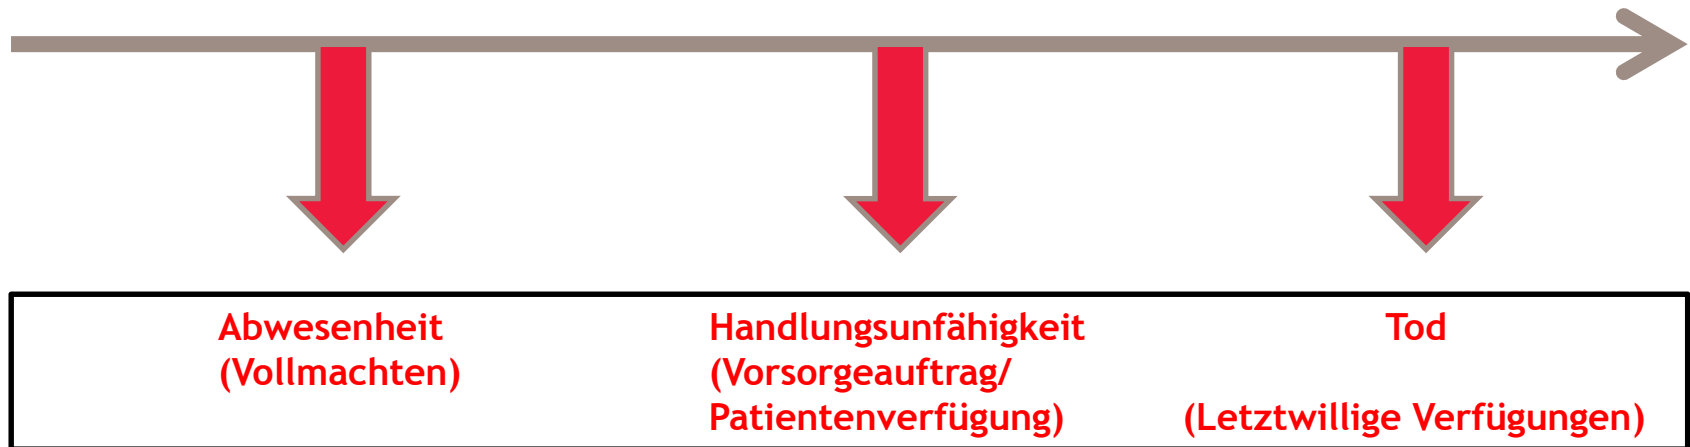 Abwesenheit
(Vollmachten)
Handlungsunfähigkeit
(Vorsorgeauftrag/
Patientenverfügung)
Tod
(Letztwillige Verfügungen)